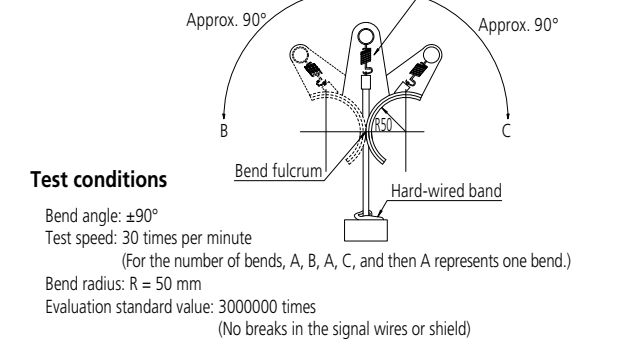 Approx. 90°
Approx. 90°
B
R50
C
Bend fulcrum
Hard-wired band
Test conditions
Bend angle: ±90°
Test speed: 30 times per minute
(For the number of bends, A, B, A, C, and then A represents one bend.)
Bend radius: R = 50 mm
Evaluation standard value: 3000000 times
(No breaks in the signal wires or shield)